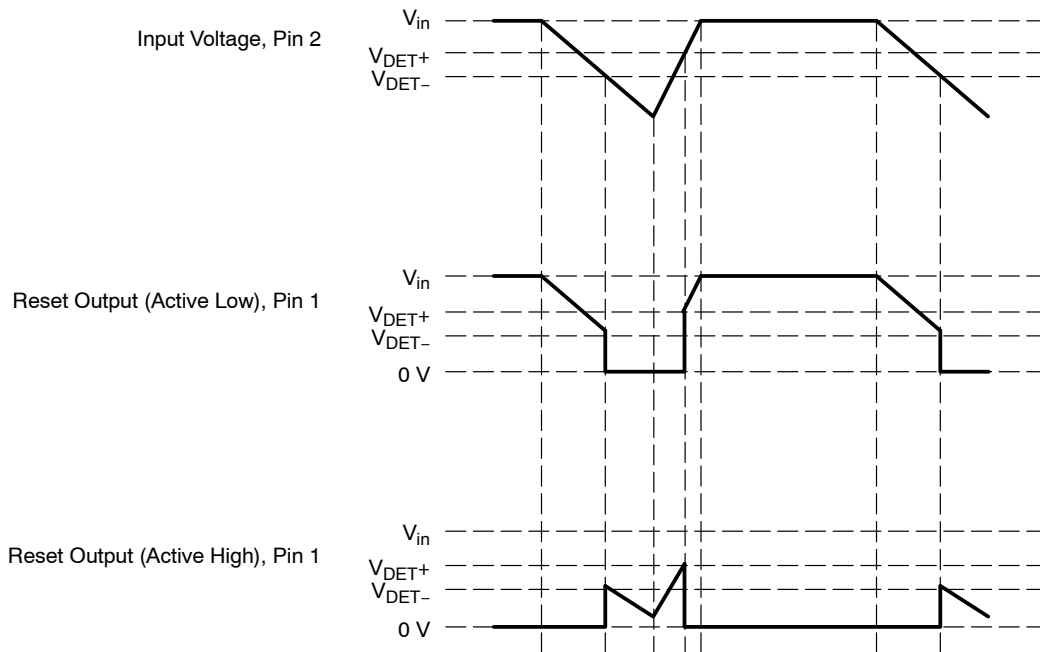 V_in
Input Voltage, Pin 2
V_DET+
V_DET−
V_in
Reset Output (Active Low), Pin 1
V_DET+
V_DET−
0 V
V_in
Reset Output (Active High), Pin 1
V_DET+
V_DET−
0 V